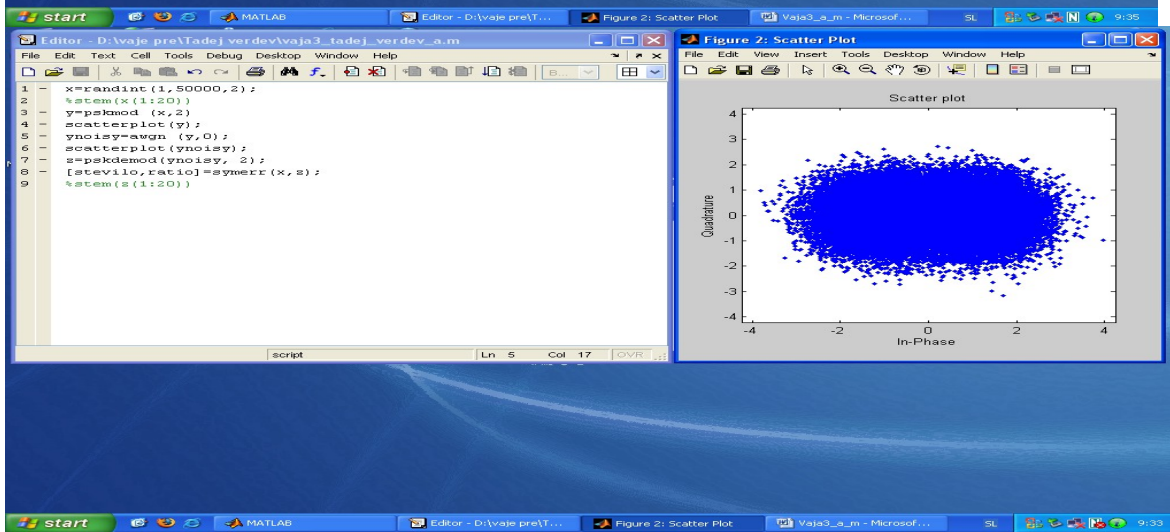 start
MATLAB
Editor - D:\vaje pre\T...
Figure 2: Scatter Plot
Vaja3_a_m - Microsof...
SL
9:35
Editor - D:\vaje pre\Tadej verdev\vaja3_tadej_verdev_a.m
File Edit Text Cell Tools Debug Desktop Window Help
B...
1 - x=randint(1,50000,2);
2 %stem(x(1:20))
3 - y=pskmod (x,2)
4 - scatterplot(y);
5 - ynoisy=awgn (y,0);
6 - scatterplot(ynoisy);
7 - z=pskdemod(ynoisy, 2);
8 - [stevilo,ratio]=symerr(x,z);
9 %stem(z(1:20))
script
Ln 5 Col 17 OVR
Figure 2: Scatter Plot
File Edit View Insert Tools Desktop Window Help
Scatter plot
4
3
2
1
0
-1
-2
-3
-4
Quadrature
-4 -2 0 2 4
In-Phase
start
MATLAB
Editor - D:\vaje pre\T...
Figure 2: Scatter Plot
Vaja3_a_m - Microsof...
SL
9:33